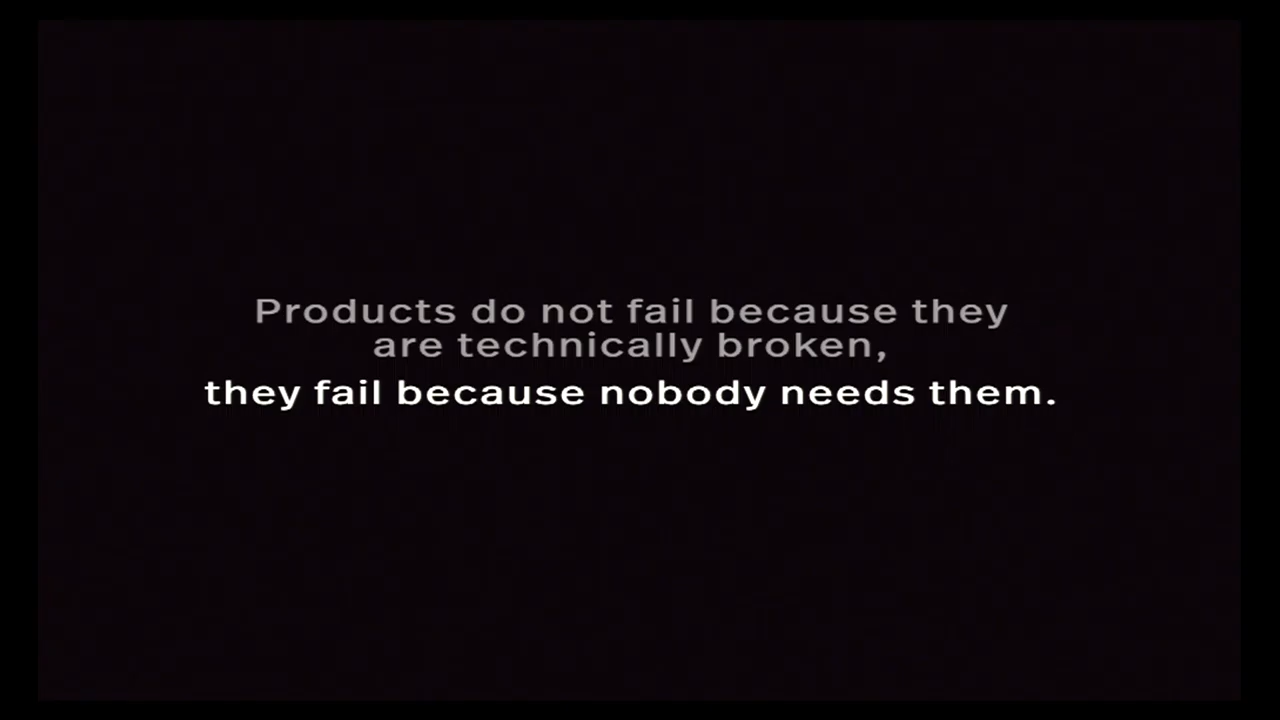 Products do not fail because they
are technically broken,
they fail because nobody needs them.